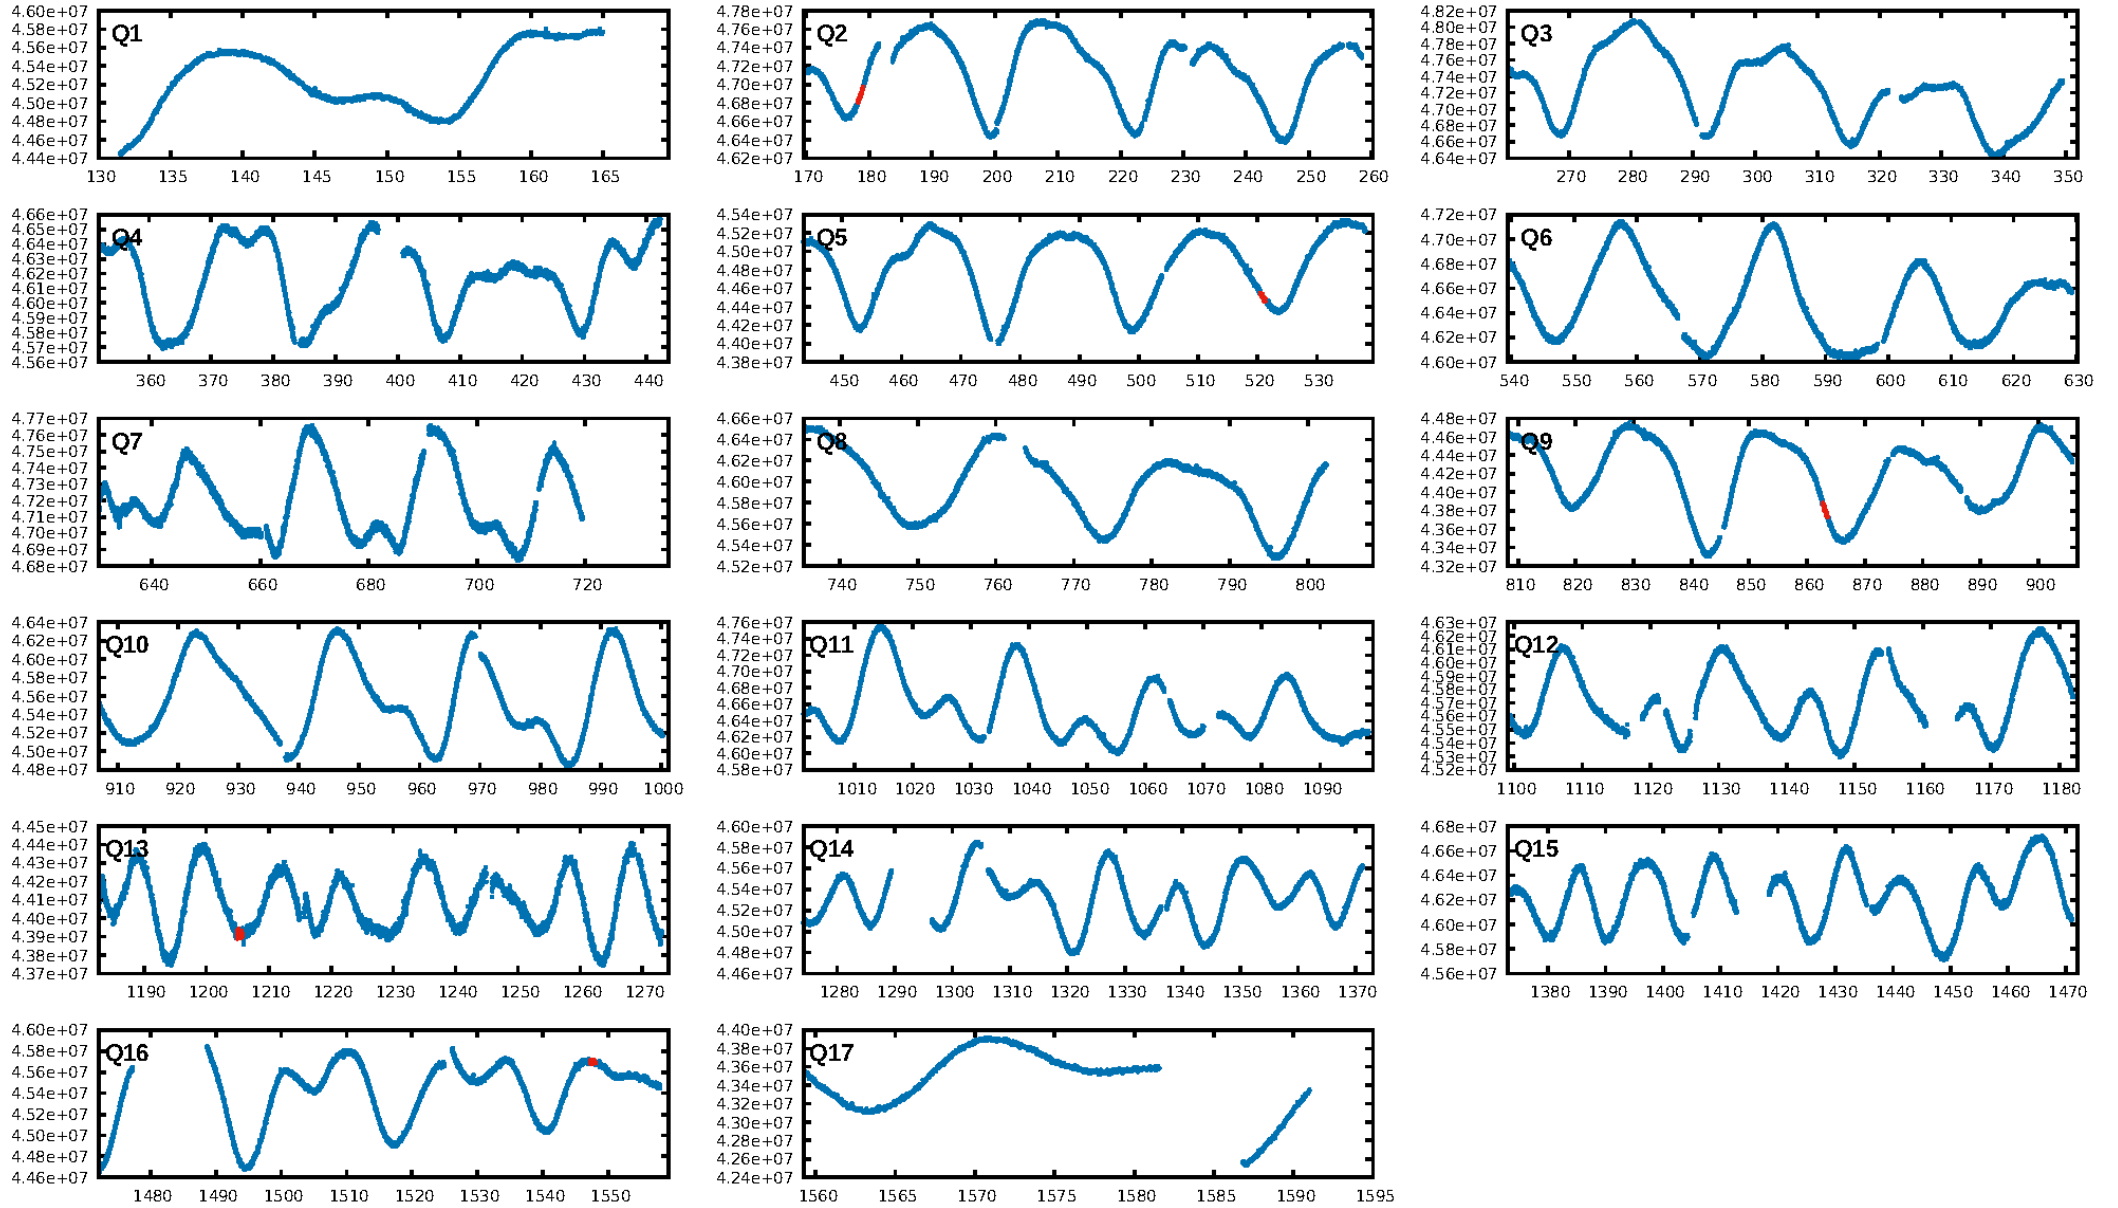 4.60e+07
4.58e+07
4.56e+07
4.54e+07
4.52e+07
4.50e+07
4.48e+07
4.46e+07
4.44e+07
Q1
130 135 140 145 150 155 160 165
4.78e+07
4.76e+07
4.74e+07
4.72e+07
4.70e+07
4.68e+07
4.66e+07
4.64e+07
4.62e+07
Q2
170 180 190 200 210 220 230 240 250 260
4.82e+07
4.80e+07
4.78e+07
4.76e+07
4.74e+07
4.72e+07
4.70e+07
4.68e+07
4.66e+07
4.64e+07
Q3
270 280 290 300 310 320 330 340 350
4.66e+07
4.65e+07
4.64e+07
4.63e+07
4.62e+07
4.61e+07
4.60e+07
4.59e+07
4.58e+07
4.57e+07
4.56e+07
Q4
360 370 380 390 400 410 420 430 440
4.54e+07
4.52e+07
4.50e+07
4.48e+07
4.46e+07
4.44e+07
4.42e+07
4.40e+07
4.38e+07
Q5
450 460 470 480 490 500 510 520 530
4.72e+07
4.70e+07
4.68e+07
4.66e+07
4.64e+07
4.62e+07
4.60e+07
Q6
540 550 560 570 580 590 600 610 620 630
4.77e+07
4.76e+07
4.75e+07
4.74e+07
4.73e+07
4.72e+07
4.71e+07
4.70e+07
4.69e+07
4.68e+07
Q7
640 660 680 700 720
4.66e+07
4.64e+07
4.62e+07
4.60e+07
4.58e+07
4.56e+07
4.54e+07
4.52e+07
Q8
740 750 760 770 780 790 800
4.48e+07
4.46e+07
4.44e+07
4.42e+07
4.40e+07
4.38e+07
4.36e+07
4.34e+07
4.32e+07
Q9
810 820 830 840 850 860 870 880 890 900
4.64e+07
4.62e+07
4.60e+07
4.58e+07
4.56e+07
4.54e+07
4.52e+07
4.50e+07
4.48e+07
Q10
910 920 930 940 950 960 970 980 990 1000
4.76e+07
4.74e+07
4.72e+07
4.70e+07
4.68e+07
4.66e+07
4.64e+07
4.62e+07
4.60e+07
4.58e+07
Q11
1010 1020 1030 1040 1050 1060 1070 1080 1090
4.63e+07
4.62e+07
4.61e+07
4.60e+07
4.59e+07
4.58e+07
4.57e+07
4.56e+07
4.55e+07
4.54e+07
4.53e+07
4.52e+07
Q12
1100 1110 1120 1130 1140 1150 1160 1170 1180
4.45e+07
4.44e+07
4.43e+07
4.42e+07
4.41e+07
4.40e+07
4.39e+07
4.38e+07
4.37e+07
Q13
1190 1200 1210 1220 1230 1240 1250 1260 1270
4.60e+07
4.58e+07
4.56e+07
4.54e+07
4.52e+07
4.50e+07
4.48e+07
4.46e+07
Q14
1280 1290 1300 1310 1320 1330 1340 1350 1360 1370
4.68e+07
4.66e+07
4.64e+07
4.62e+07
4.60e+07
4.58e+07
4.56e+07
Q15
1380 1390 1400 1410 1420 1430 1440 1450 1460 1470
4.60e+07
4.58e+07
4.56e+07
4.54e+07
4.52e+07
4.50e+07
4.48e+07
4.46e+07
Q16
1480 1490 1500 1510 1520 1530 1540 1550
4.40e+07
4.38e+07
4.36e+07
4.34e+07
4.32e+07
4.30e+07
4.28e+07
4.26e+07
4.24e+07
Q17
1560 1565 1570 1575 1580 1585 1590 1595